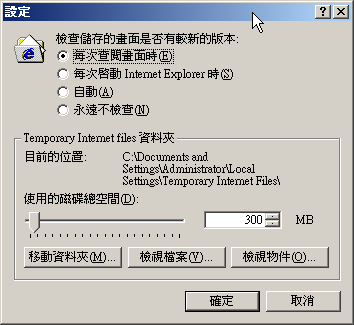 設定
檢查儲存的畫面是否有較新的版本:
每次查閱畫面時(E)
每次啓動 Internet Explorer 時(S)
自動(A)
永遠不檢查(N)
Temporary Internet files 資料夾
目前的位置: C:\Documents and
Settings\Administrator\Local
Settings\Temporary Internet Files\
使用的磁碟總空間(D):
300 MB
移動資料夾(M)... 檢視檔案(V)... 檢視物件(O)...
確定 取消